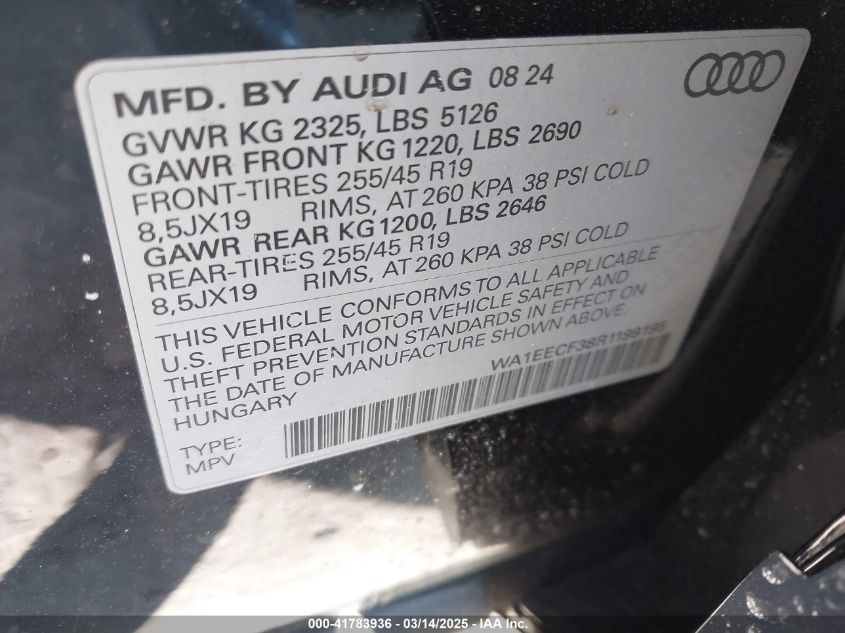 MFD. BY AUDI AG 08 24
GVWR KG 2325, LBS 5126
GAWR FRONT KG 1220, LBS 2690
FRONT-TIRES 255/45 R19
8,5JX19 RIMS, AT 260 KPA 38 PSI COLD
GAWR REAR KG 1200, LBS 2646
REAR-TIRES 255/45 R19
8,5JX19 RIMS, AT 260 KPA 38 PSI COLD
THIS VEHICLE CONFORMS TO ALL APPLICABLE
U.S. FEDERAL MOTOR VEHICLE SAFETY AND
THEFT PREVENTION STANDARDS IN EFFECT ON
THE DATE OF MANUFACTURE SHOWN ABOVE.
HUNGARY WA1EECF38R1199195
TYPE:
MPV
000-41783936 - 03/14/2025 - IAA Inc.